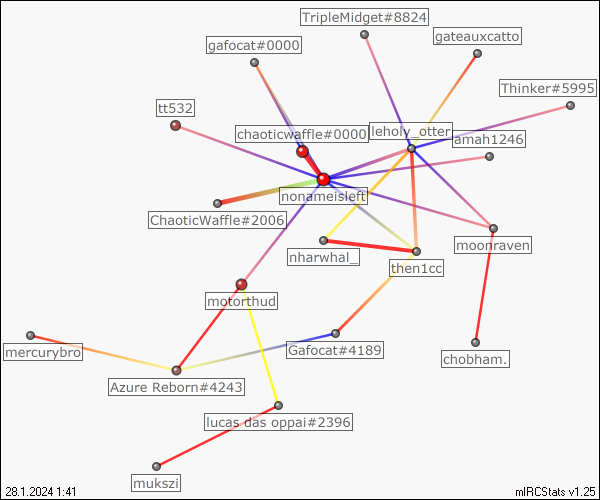 TripleMidget#8824
gateauxcatto
gafocat#0000
Thinker#5995
tt532
chaoticwaffle#0000
leholy_otter
amah1246
nonameisleft
ChaoticWaffle#2006
moonraven
nharwhal_
then1cc
motorthud
Gafocat#4189
mercurybro
chobham.
Azure Reborn#4243
lucas das oppai#2396
mukszi
28.1.2024 1:41
mIRCStats v1.25